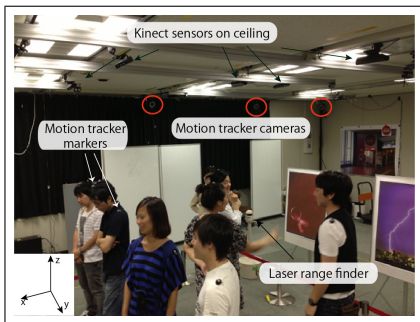 Kinect sensors on ceiling
Motion tracker
markers
Motion tracker cameras
Laser range finder
z
x
y